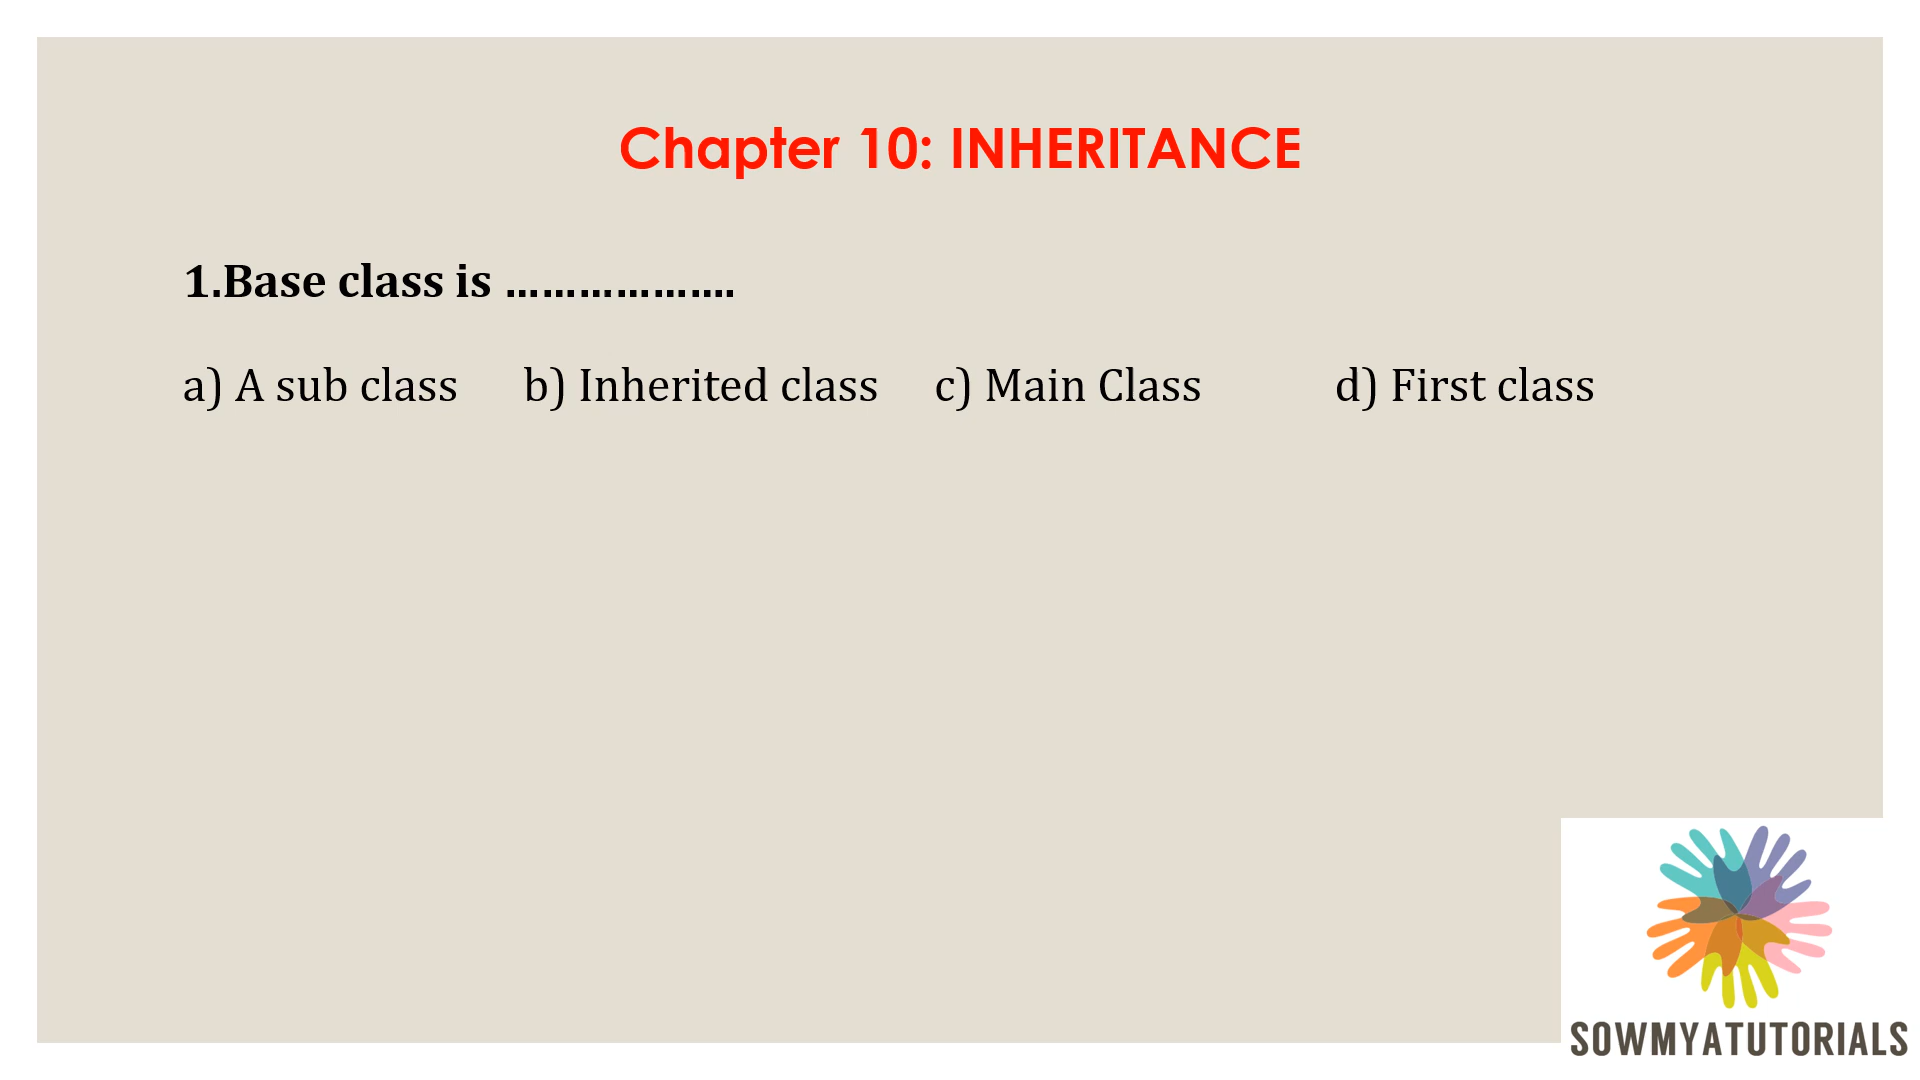 Chapter 10: INHERITANCE
1.Base class is ……………….
a) A sub class b) Inherited class c) Main Class d) First class
SOWMYATUTORIALS